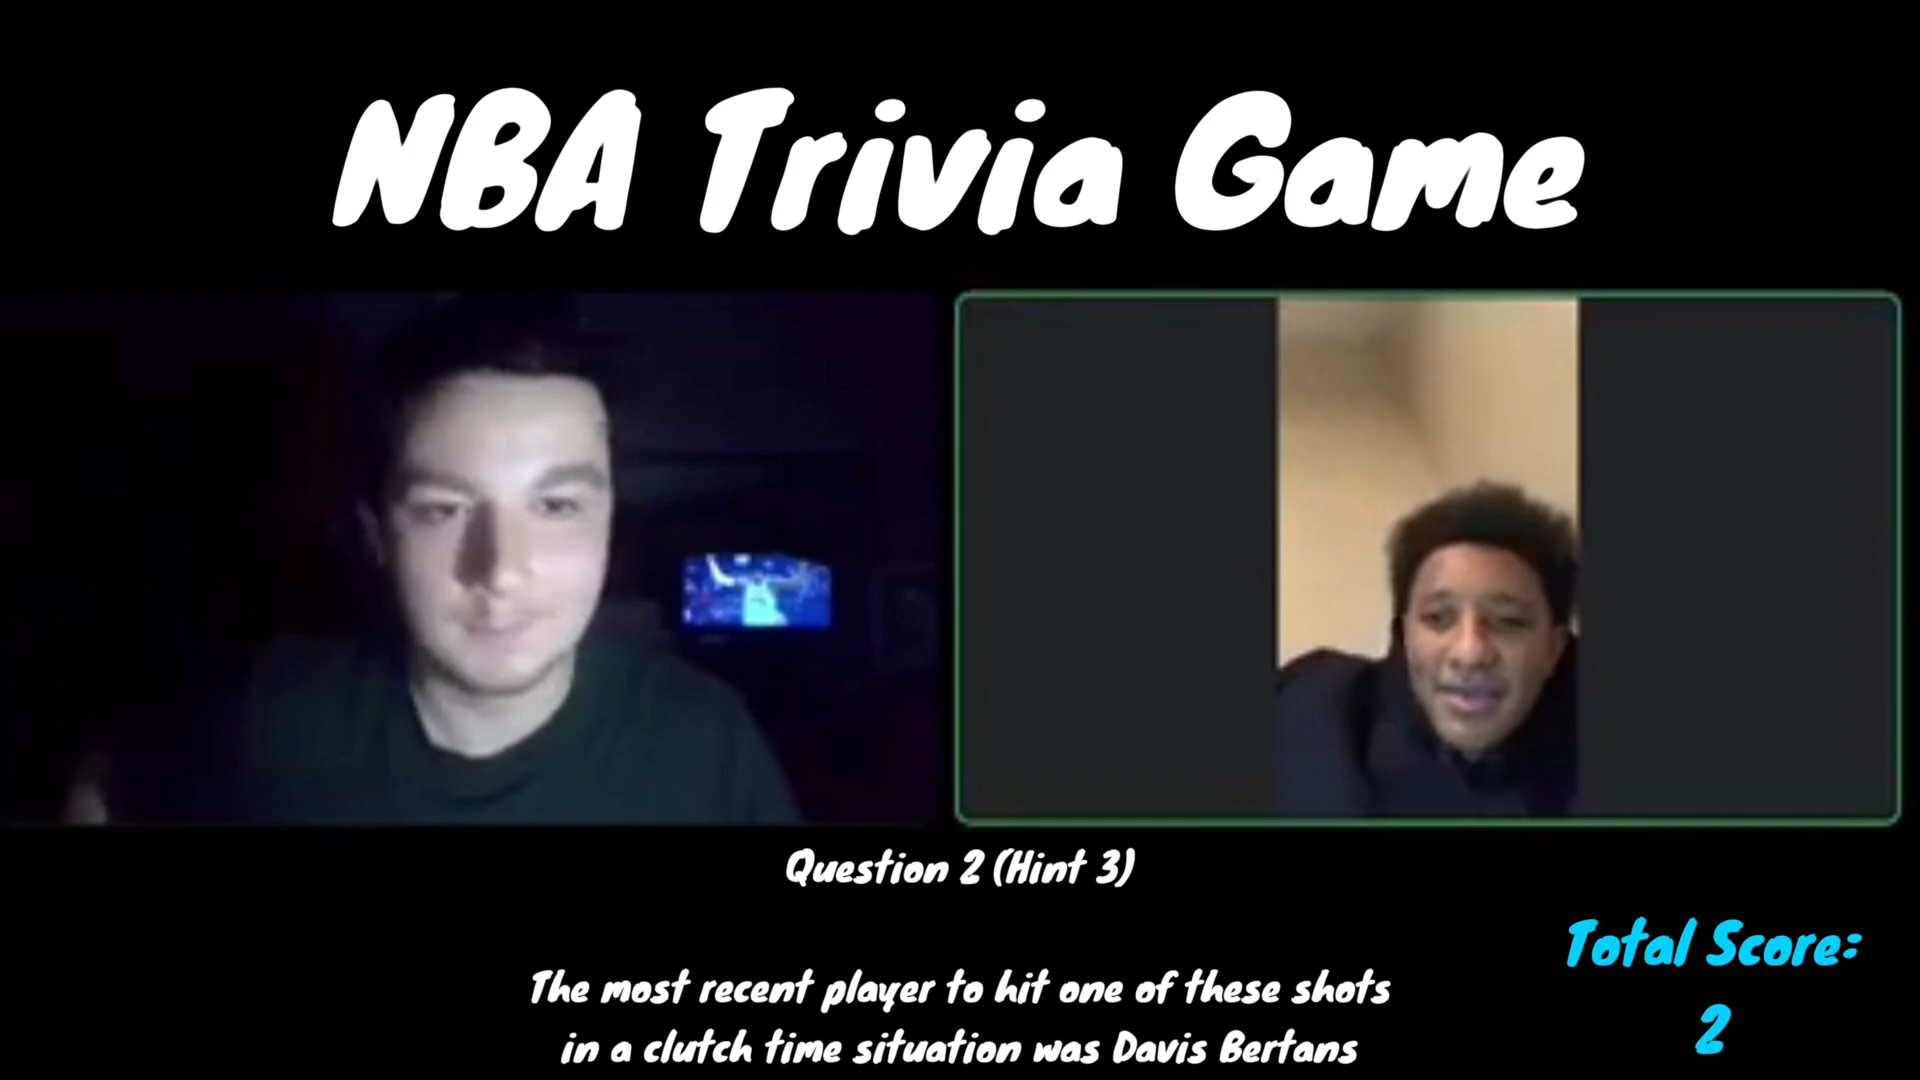 NBA Trivia Game
Question 2 (Hint 3)
The most recent player to hit one of these shots
in a clutch time situation was Davis Bertans
Total Score:
2